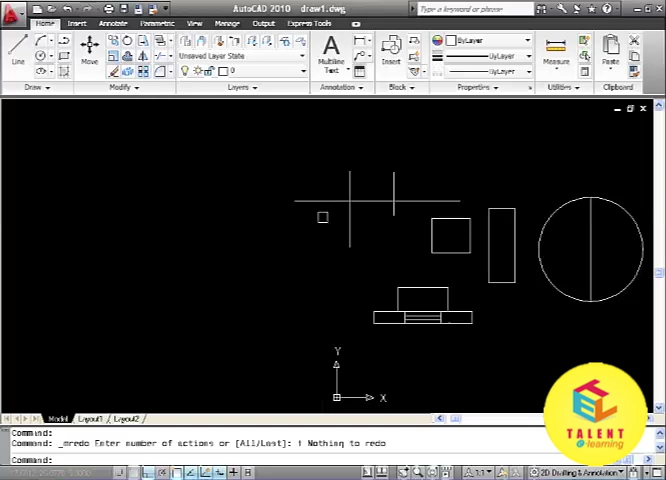 AutoCAD 2010 draw1.dwg
Type a keyword or phrase
Home Insert Annotate Parametric View Manage Output Express Tools
Line
Move
Unsaved Layer State
0
Multiline
Text
Insert
ByLayer
ByLayer
ByLayer
Measure
Paste
Draw Modify Layers Annotation Block Properties Utilities Clipboard
Y
X
TALENT
e-learning
Model Layout1 Layout2
Command:
Command: _mredo Enter number of actions or [All/Last]: 1 Nothing to redo
Command:
1:1
2D Drafting & Annotation